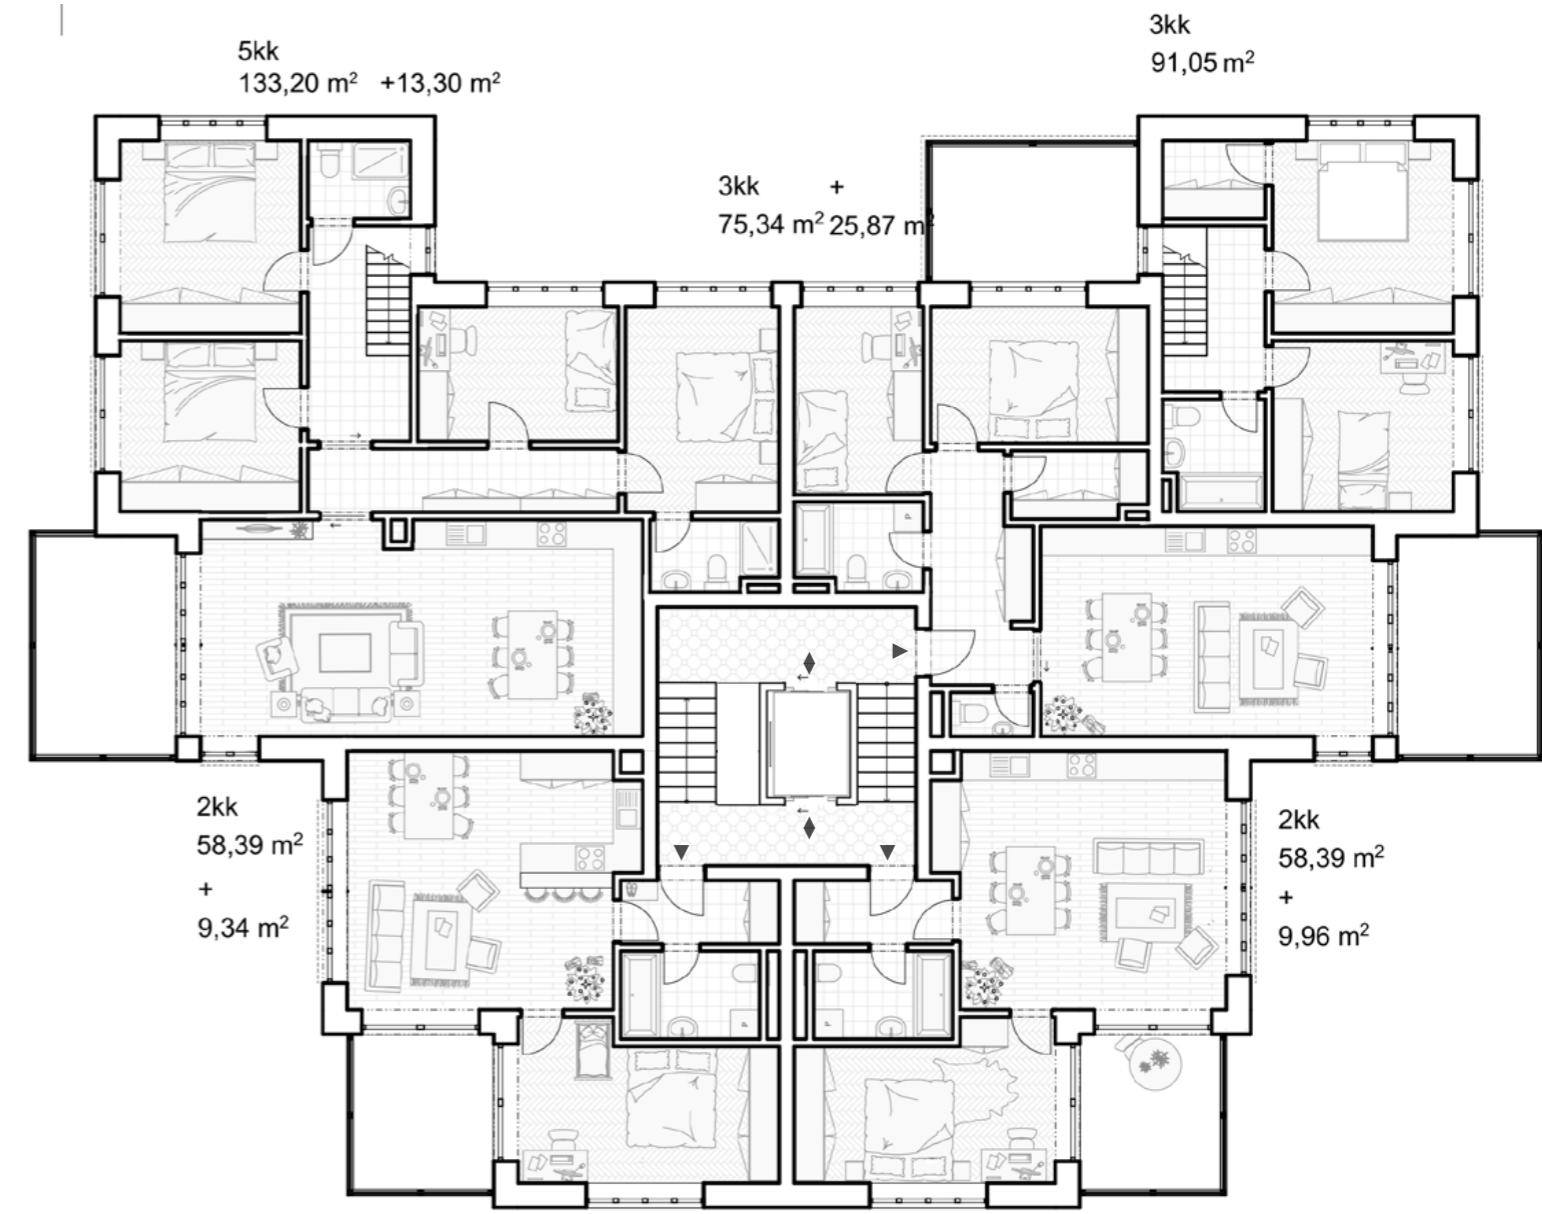 3kk
91,05 m²
5kk
133,20 m² +13,30 m²
3kk +
75,34 m² 25,87 m²
2kk
58,39 m²
+
9,34 m²
2kk
58,39 m²
+
9,96 m²
P
P
P